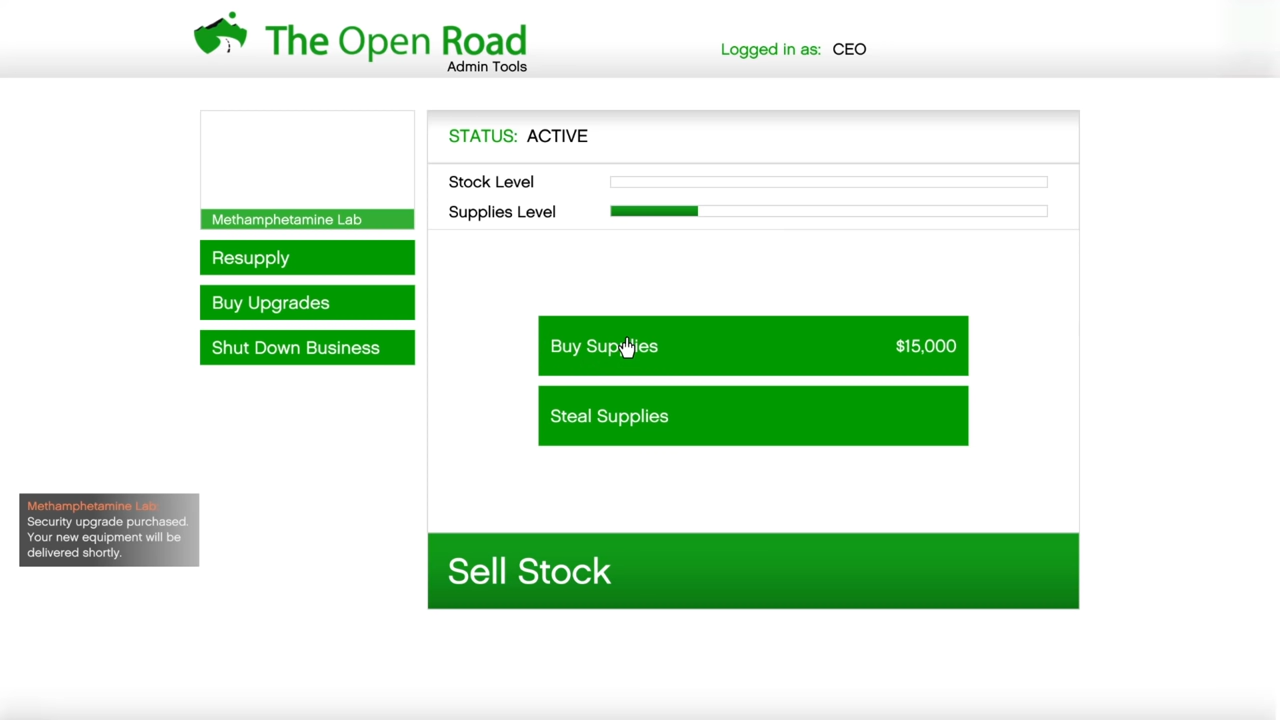 The Open Road
Admin Tools
Logged in as: CEO
Methamphetamine Lab
Resupply
Buy Upgrades
Shut Down Business
STATUS: ACTIVE
Stock Level
Supplies Level
Buy Supplies $15,000
Steal Supplies
Sell Stock
Methamphetamine Lab:
Security upgrade purchased.
Your new equipment will be
delivered shortly.